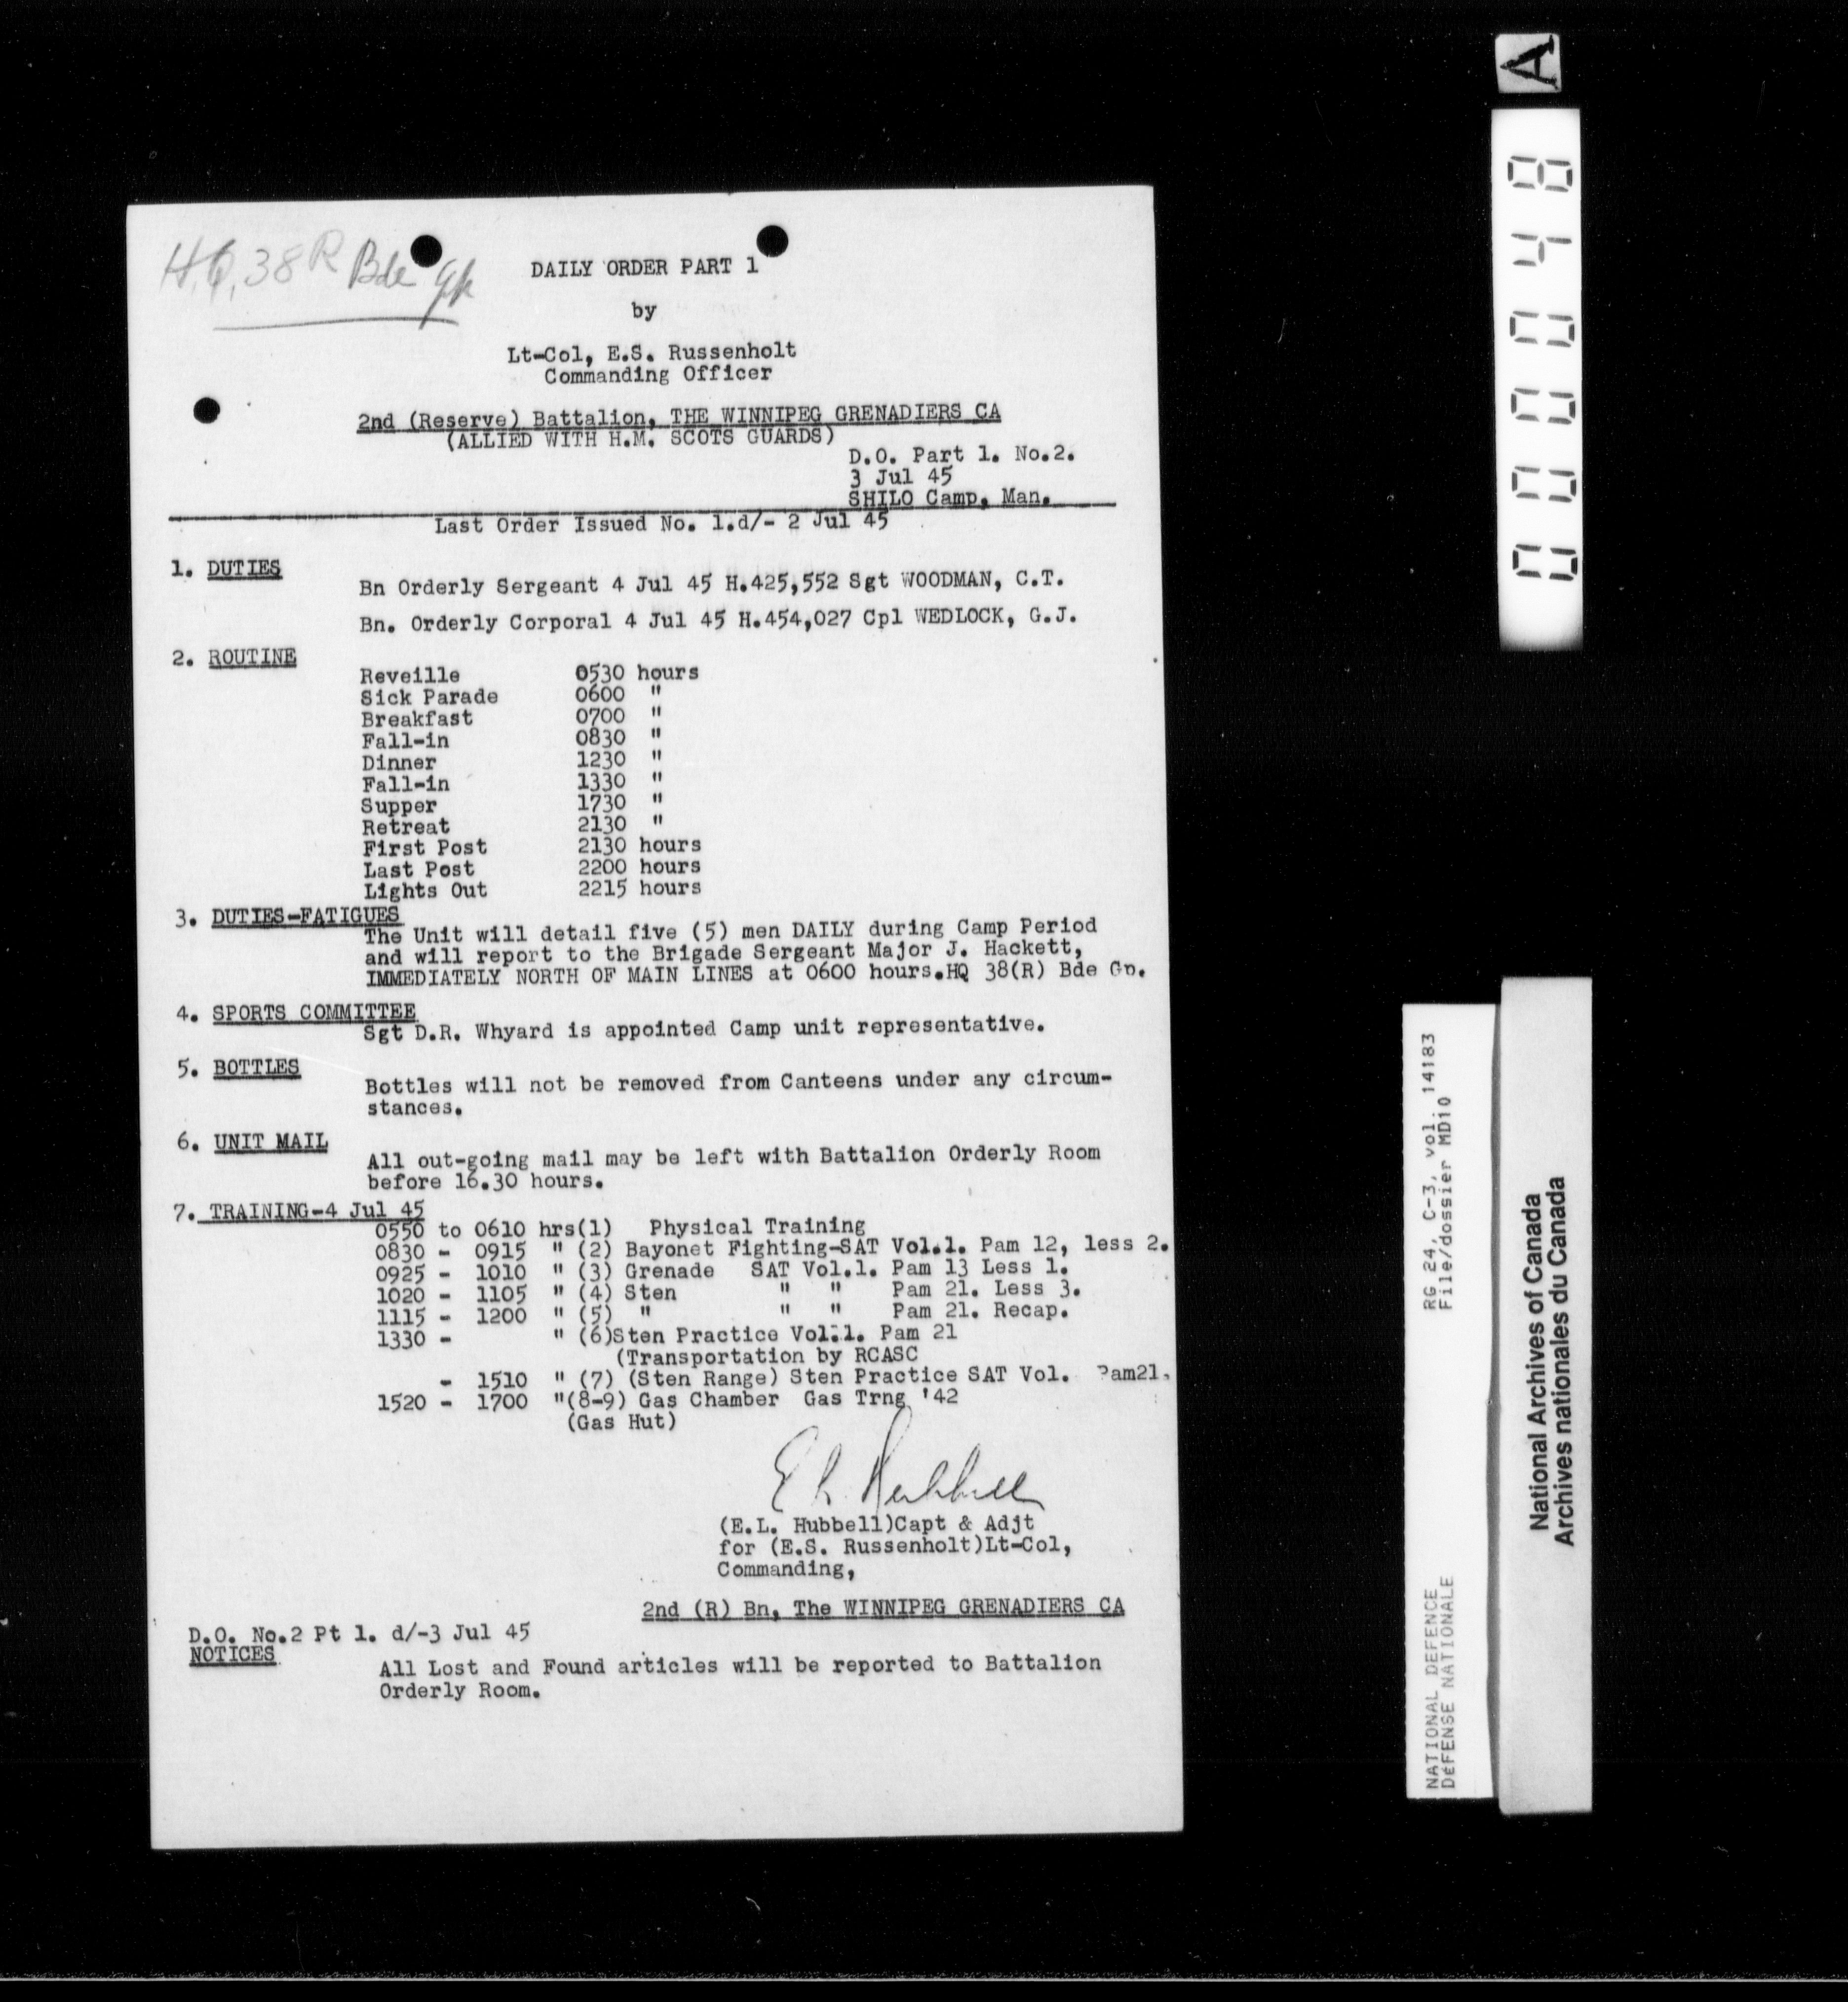 H.Q. 38 R Bde Gp
DAILY ORDER PART 1
by
Lt-Col, E.S. Russenholt
Commanding Officer
2nd (Reserve) Battalion, THE WINNIPEG GRENADIERS CA
(ALLIED WITH H.M. SCOTS GUARDS)
D.O. Part 1. No.2.
3 Jul 45
SHILO Camp, Man.
Last Order Issued No. 1.d/- 2 Jul 45
1. DUTIES
Bn Orderly Sergeant 4 Jul 45 H.425,552 Sgt WOODMAN, C.T.
Bn. Orderly Corporal 4 Jul 45 H.454,027 Cpl WEDLOCK, G.J.
2. ROUTINE
Reveille 0530 hours
Sick Parade 0600 "
Breakfast 0700 "
Fall-in 0830 "
Dinner 1230 "
Fall-in 1330 "
Supper 1730 "
Retreat 2130 "
First Post 2130 hours
Last Post 2200 hours
Lights Out 2215 hours
3. DUTIES-FATIGUES
The Unit will detail five (5) men DAILY during Camp Period
and will report to the Brigade Sergeant Major J. Hackett,
IMMEDIATELY NORTH OF MAIN LINES at 0600 hours.HQ 38(R) Bde Gp.
4. SPORTS COMMITTEE
Sgt D.R. Whyard is appointed Camp unit representative.
5. BOTTLES
Bottles will not be removed from Canteens under any circum-
stances.
6. UNIT MAIL
All out-going mail may be left with Battalion Orderly Room
before 16.30 hours.
7. TRAINING-4 Jul 45
0550 to 0610 hrs(1) Physical Training
0830 - 0915 " (2) Bayonet Fighting-SAT Vol.1. Pam 12, less 2.
0925 - 1010 " (3) Grenade SAT Vol.1. Pam 13 Less 1.
1020 - 1105 " (4) Sten " " Pam 21. Less 3.
1115 - 1200 " (5) " " " Pam 21. Recap.
1330 - " (6)Sten Practice Vol.1. Pam 21
(Transportation by RCASC
- 1510 " (7) (Sten Range) Sten Practice SAT Vol. Pam21.
1520 - 1700 "(8-9) Gas Chamber Gas Trng '42
(Gas Hut)
E L Hubbell
(E.L. Hubbell)Capt & Adjt
for (E.S. Russenholt)Lt-Col,
Commanding,
2nd (R) Bn, The WINNIPEG GRENADIERS CA
D.O. No.2 Pt 1. d/-3 Jul 45
NOTICES
All Lost and Found articles will be reported to Battalion
Orderly Room.
A
000048
NATIONAL DEFENCE RG 24, C-3, vol. 14183
DéFENSE NATIONALE File/dossier MD10
National Archives of Canada
Archives nationales du Canada